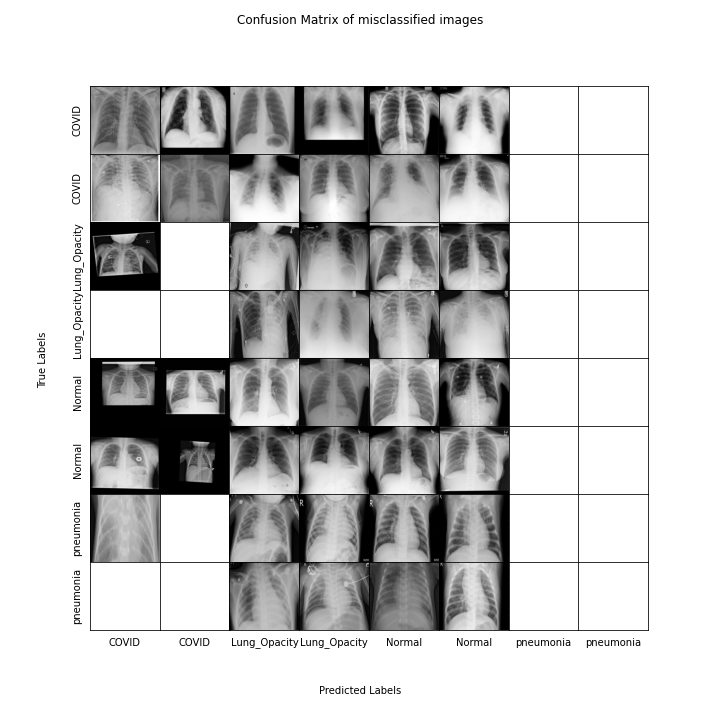 Confusion Matrix of misclassified images
COVID
COVID
Lung_Opacity
Lung_Opacity
Normal
Normal
pneumonia
pneumonia
True Labels
COVID COVID Lung_Opacity Lung_Opacity Normal Normal pneumonia pneumonia
Predicted Labels